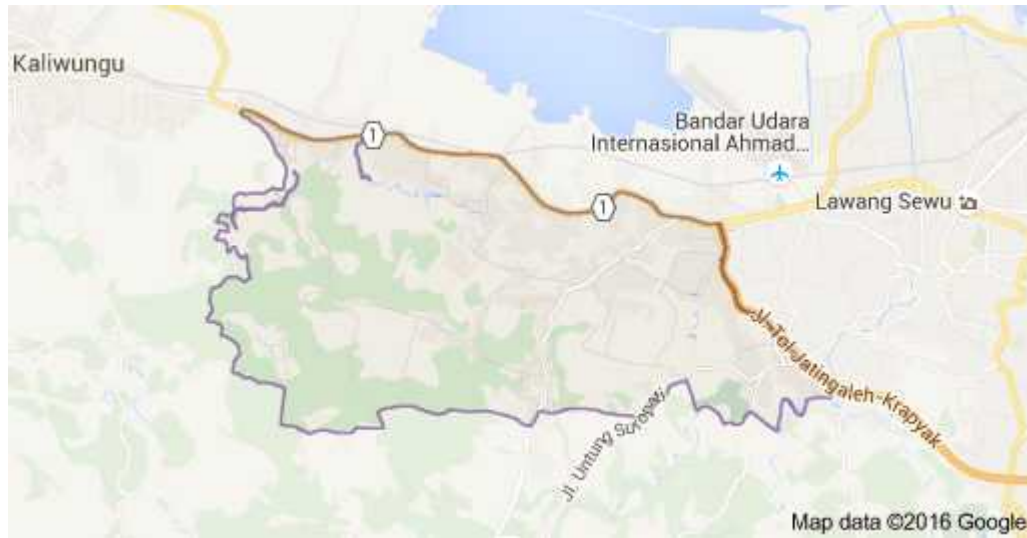 Kaliwungu
1
Bandar Udara
Internasional Ahmad...
1
Lawang Sewu
Jl. Tol Jatingaleh-Krapyak
Jl. Untung Suropati
Map data ©2016 Google